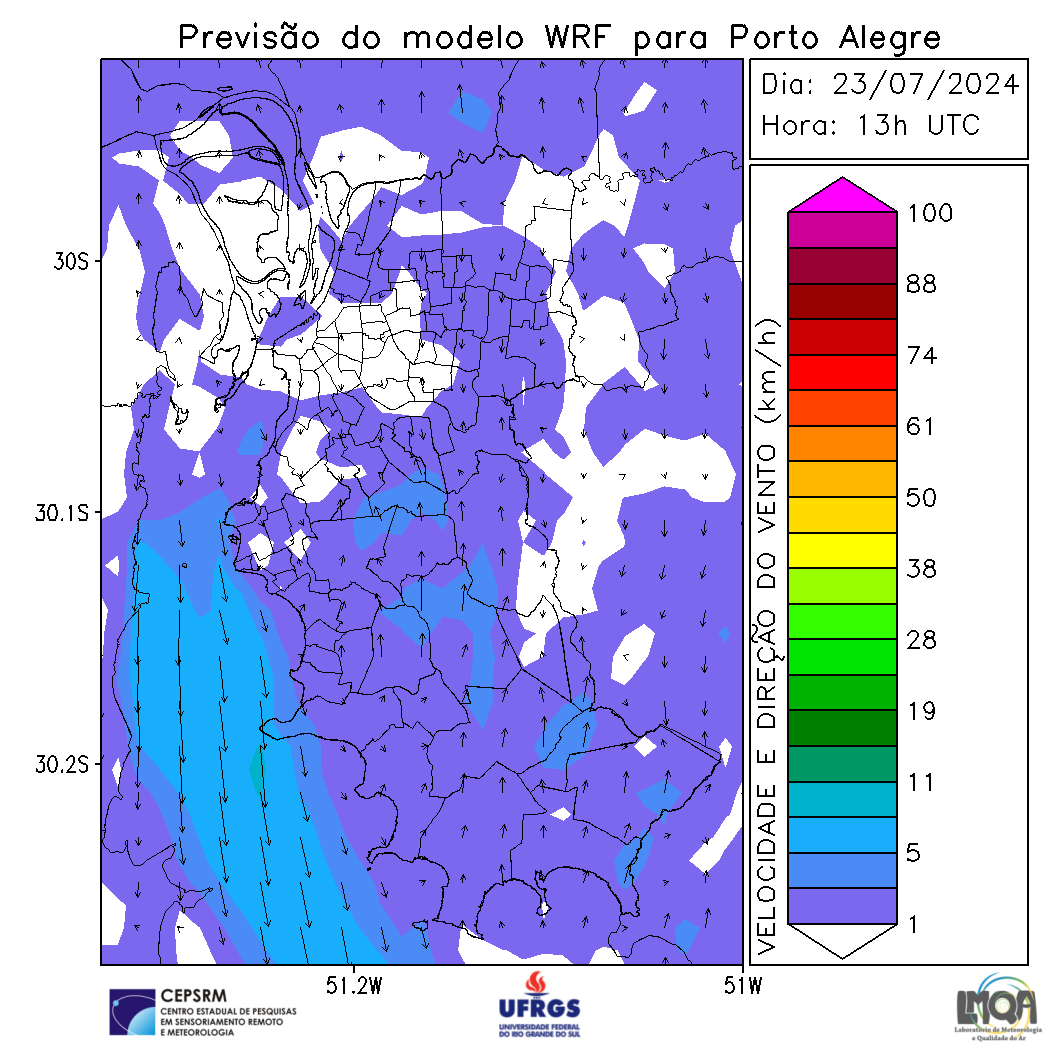 Previsão do modelo WRF para Porto Alegre
Dia: 23/07/2024
Hora: 13h UTC
30S
30.1S
30.2S
51.2W
51W
VELOCIDADE E DIREÇÃO DO VENTO (km/h)
100
88
74
61
50
38
28
19
11
5
1
CEPSRM
CENTRO ESTADUAL DE PESQUISAS
EM SENSORIAMENTO REMOTO
E METEOROLOGIA
UFRGS
UNIVERSIDADE FEDERAL
DO RIO GRANDE DO SUL
LMQA
Laboratório de Meteorologia
e Qualidade do Ar